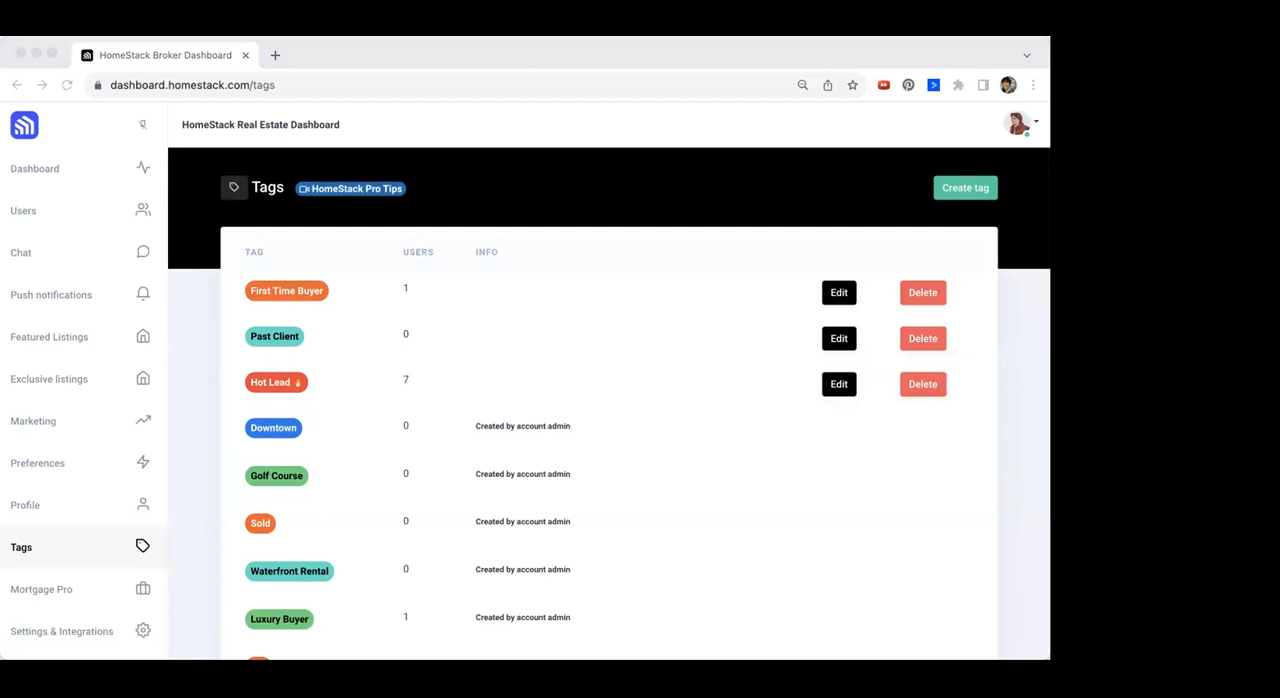 HomeStack Broker Dashboard
dashboard.homestack.com/tags
HomeStack Real Estate Dashboard
Dashboard
Users
Chat
Push notifications
Featured Listings
Exclusive listings
Marketing
Preferences
Profile
Tags
Mortgage Pro
Settings & Integrations
Tags HomeStack Pro Tips Create tag
TAG USERS INFO
First Time Buyer 1 Edit Delete
Past Client 0 Edit Delete
Hot Lead 🔥 7 Edit Delete
Downtown 0 Created by account admin
Golf Course 0 Created by account admin
Sold 0 Created by account admin
Waterfront Rental 0 Created by account admin
Luxury Buyer 1 Created by account admin